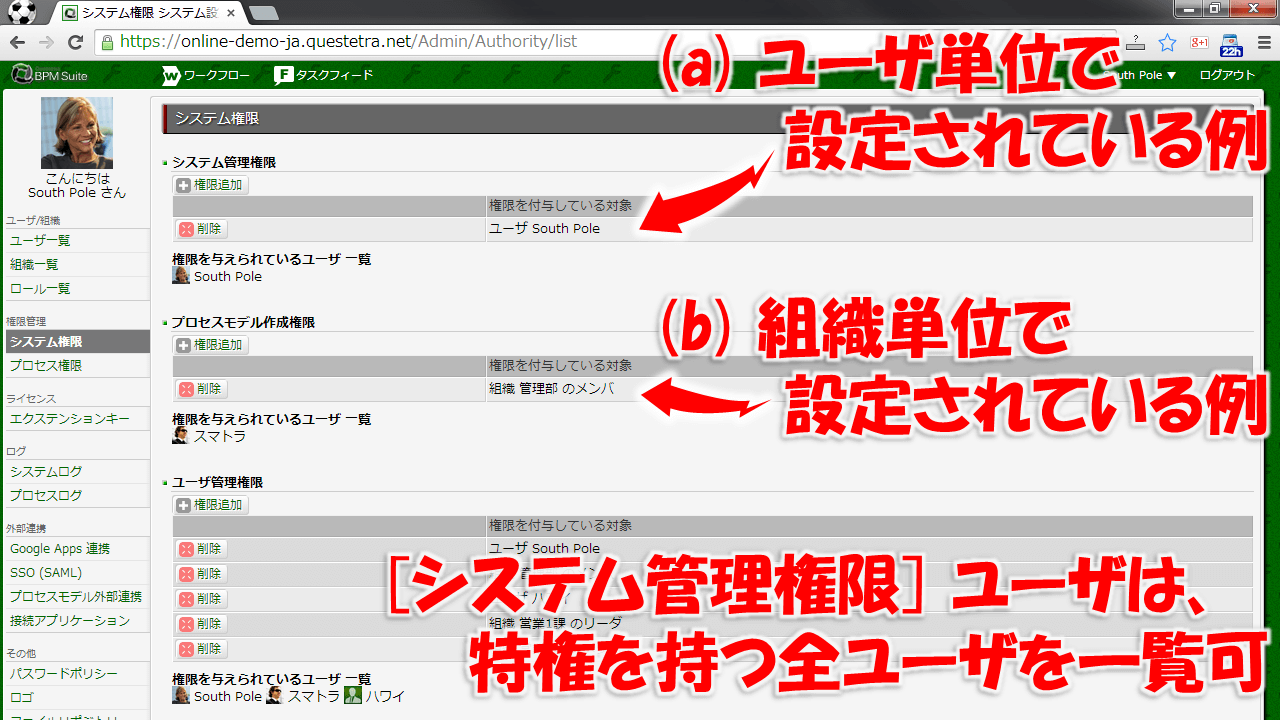 システム権限 システム設
https://online-demo-ja.questetra.net/Admin/Authority/list
22h
BPM Suite
ワークフロー
タスクフィード
South Pole ▼
ログアウト
(a) ユーザ単位で
設定されている例
こんにちは
South Pole さん
ユーザ/組織
ユーザ一覧
組織一覧
ロール一覧
権限管理
システム権限
プロセス権限
ライセンス
エクステンションキー
ログ
システムログ
プロセスログ
外部連携
Google Apps 連携
SSO (SAML)
プロセスモデル外部連携
接続アプリケーション
その他
パスワードポリシー
ロゴ
システム権限
システム管理権限
権限追加
権限を付与している対象
削除 ユーザ South Pole
権限を与えられているユーザ 一覧
South Pole
プロセスモデル作成権限
(b) 組織単位で
設定されている例
権限追加
権限を付与している対象
削除 組織 管理部 のメンバ
権限を与えられているユーザ 一覧
スマトラ
ユーザ管理権限
権限追加
権限を付与している対象
削除 ユーザ South Pole
削除
削除
削除 組織 営業1課 のリーダ
削除
[システム管理権限] ユーザは、
特権を持つ全ユーザを一覧可
権限を与えられているユーザ 一覧
South Pole スマトラ ハワイ